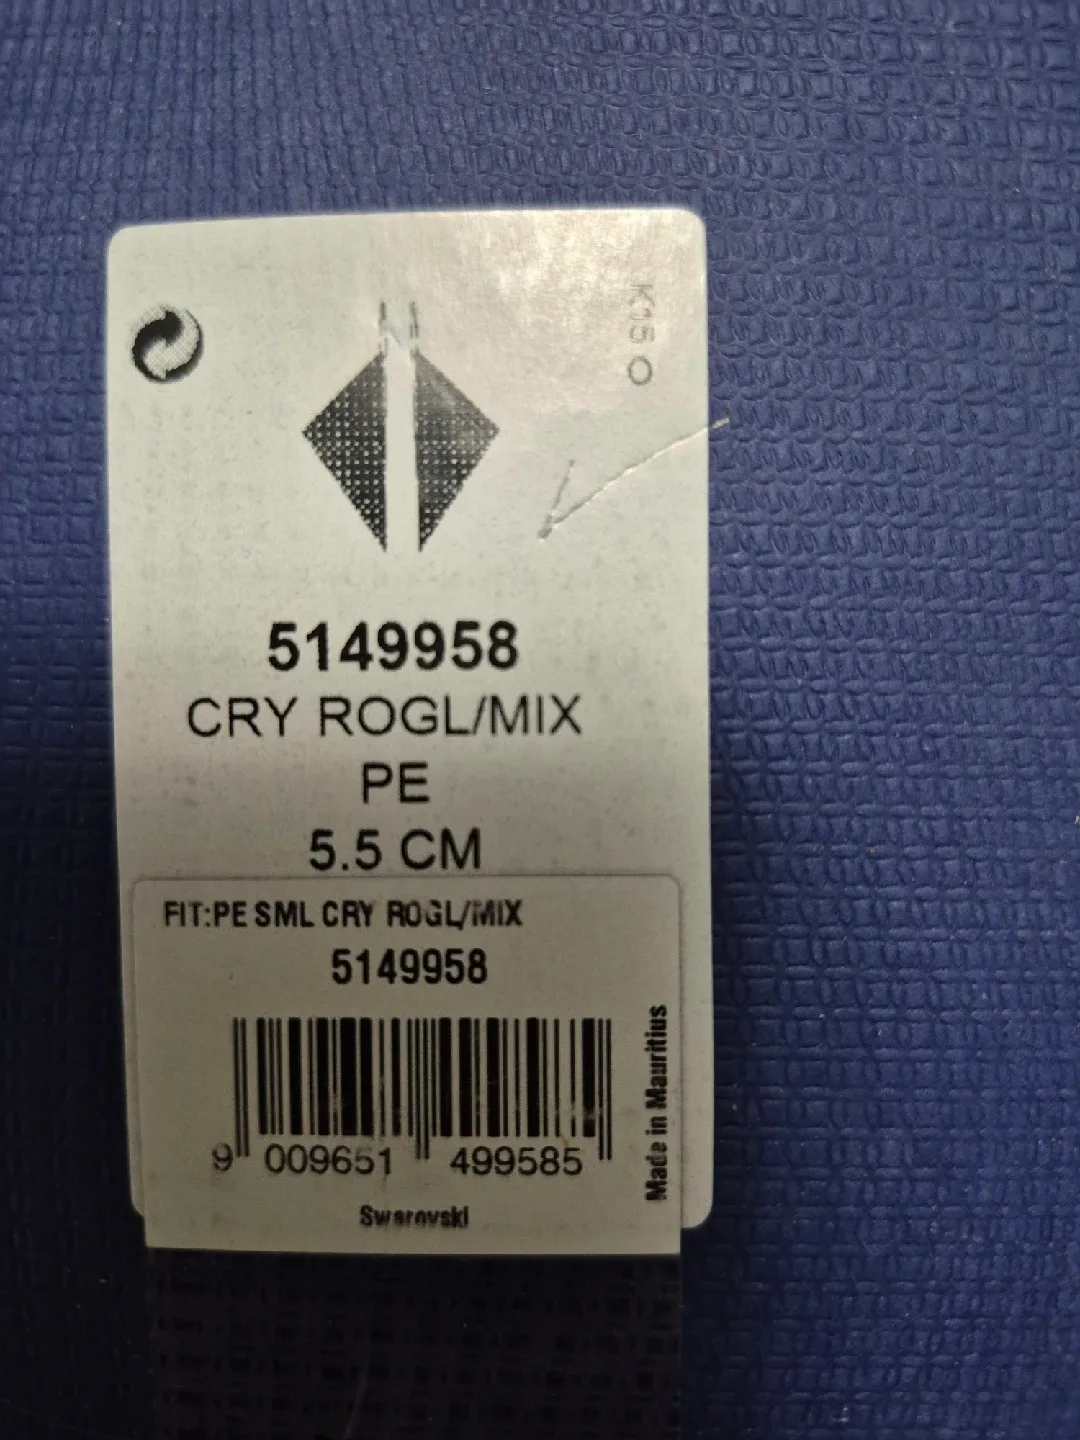 K15 O
5149958
CRY ROGL/MIX
PE
5.5 CM
FIT:PE SML CRY ROGL/MIX
5149958
9 009651 499585
Made in Mauritius
Swarovski